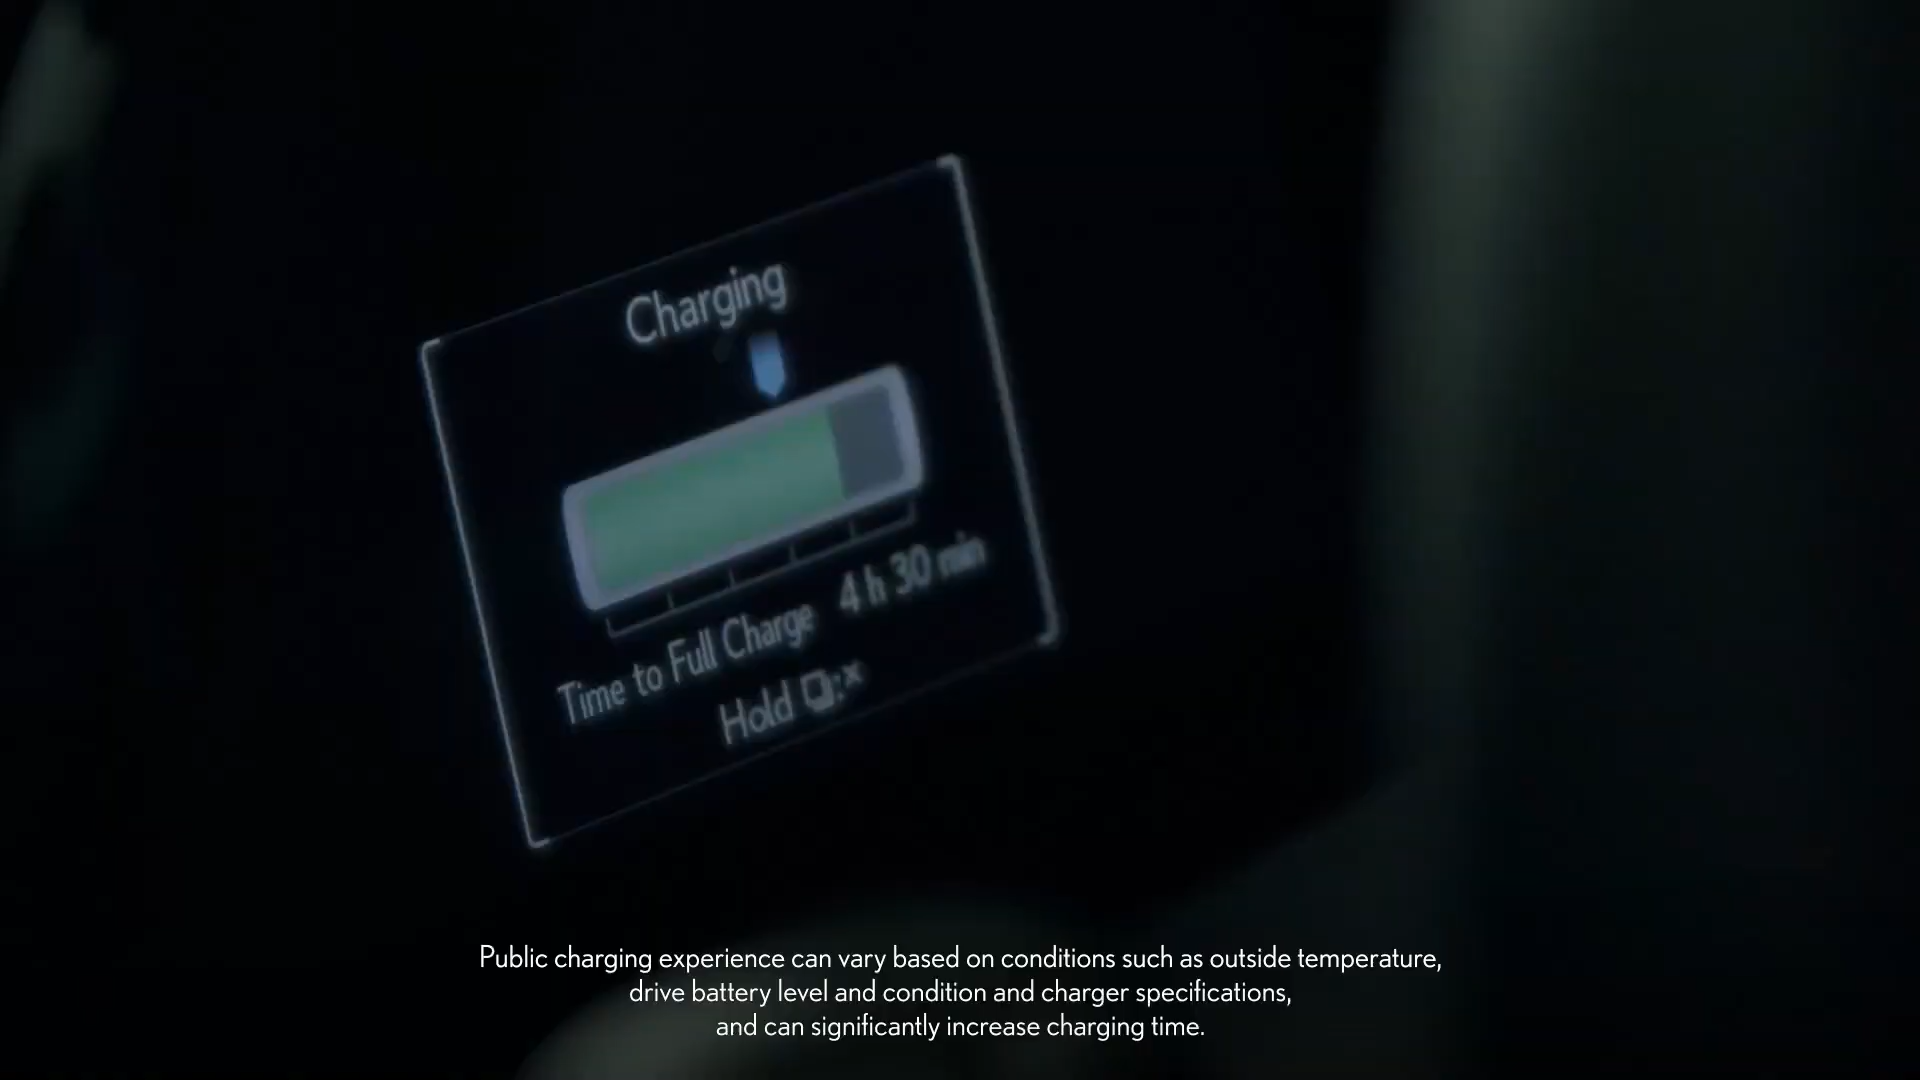 Charging
Time to Full Charge 4 h 30 min
Hold
Public charging experience can vary based on conditions such as outside temperature,
drive battery level and condition and charger specifications,
and can significantly increase charging time.